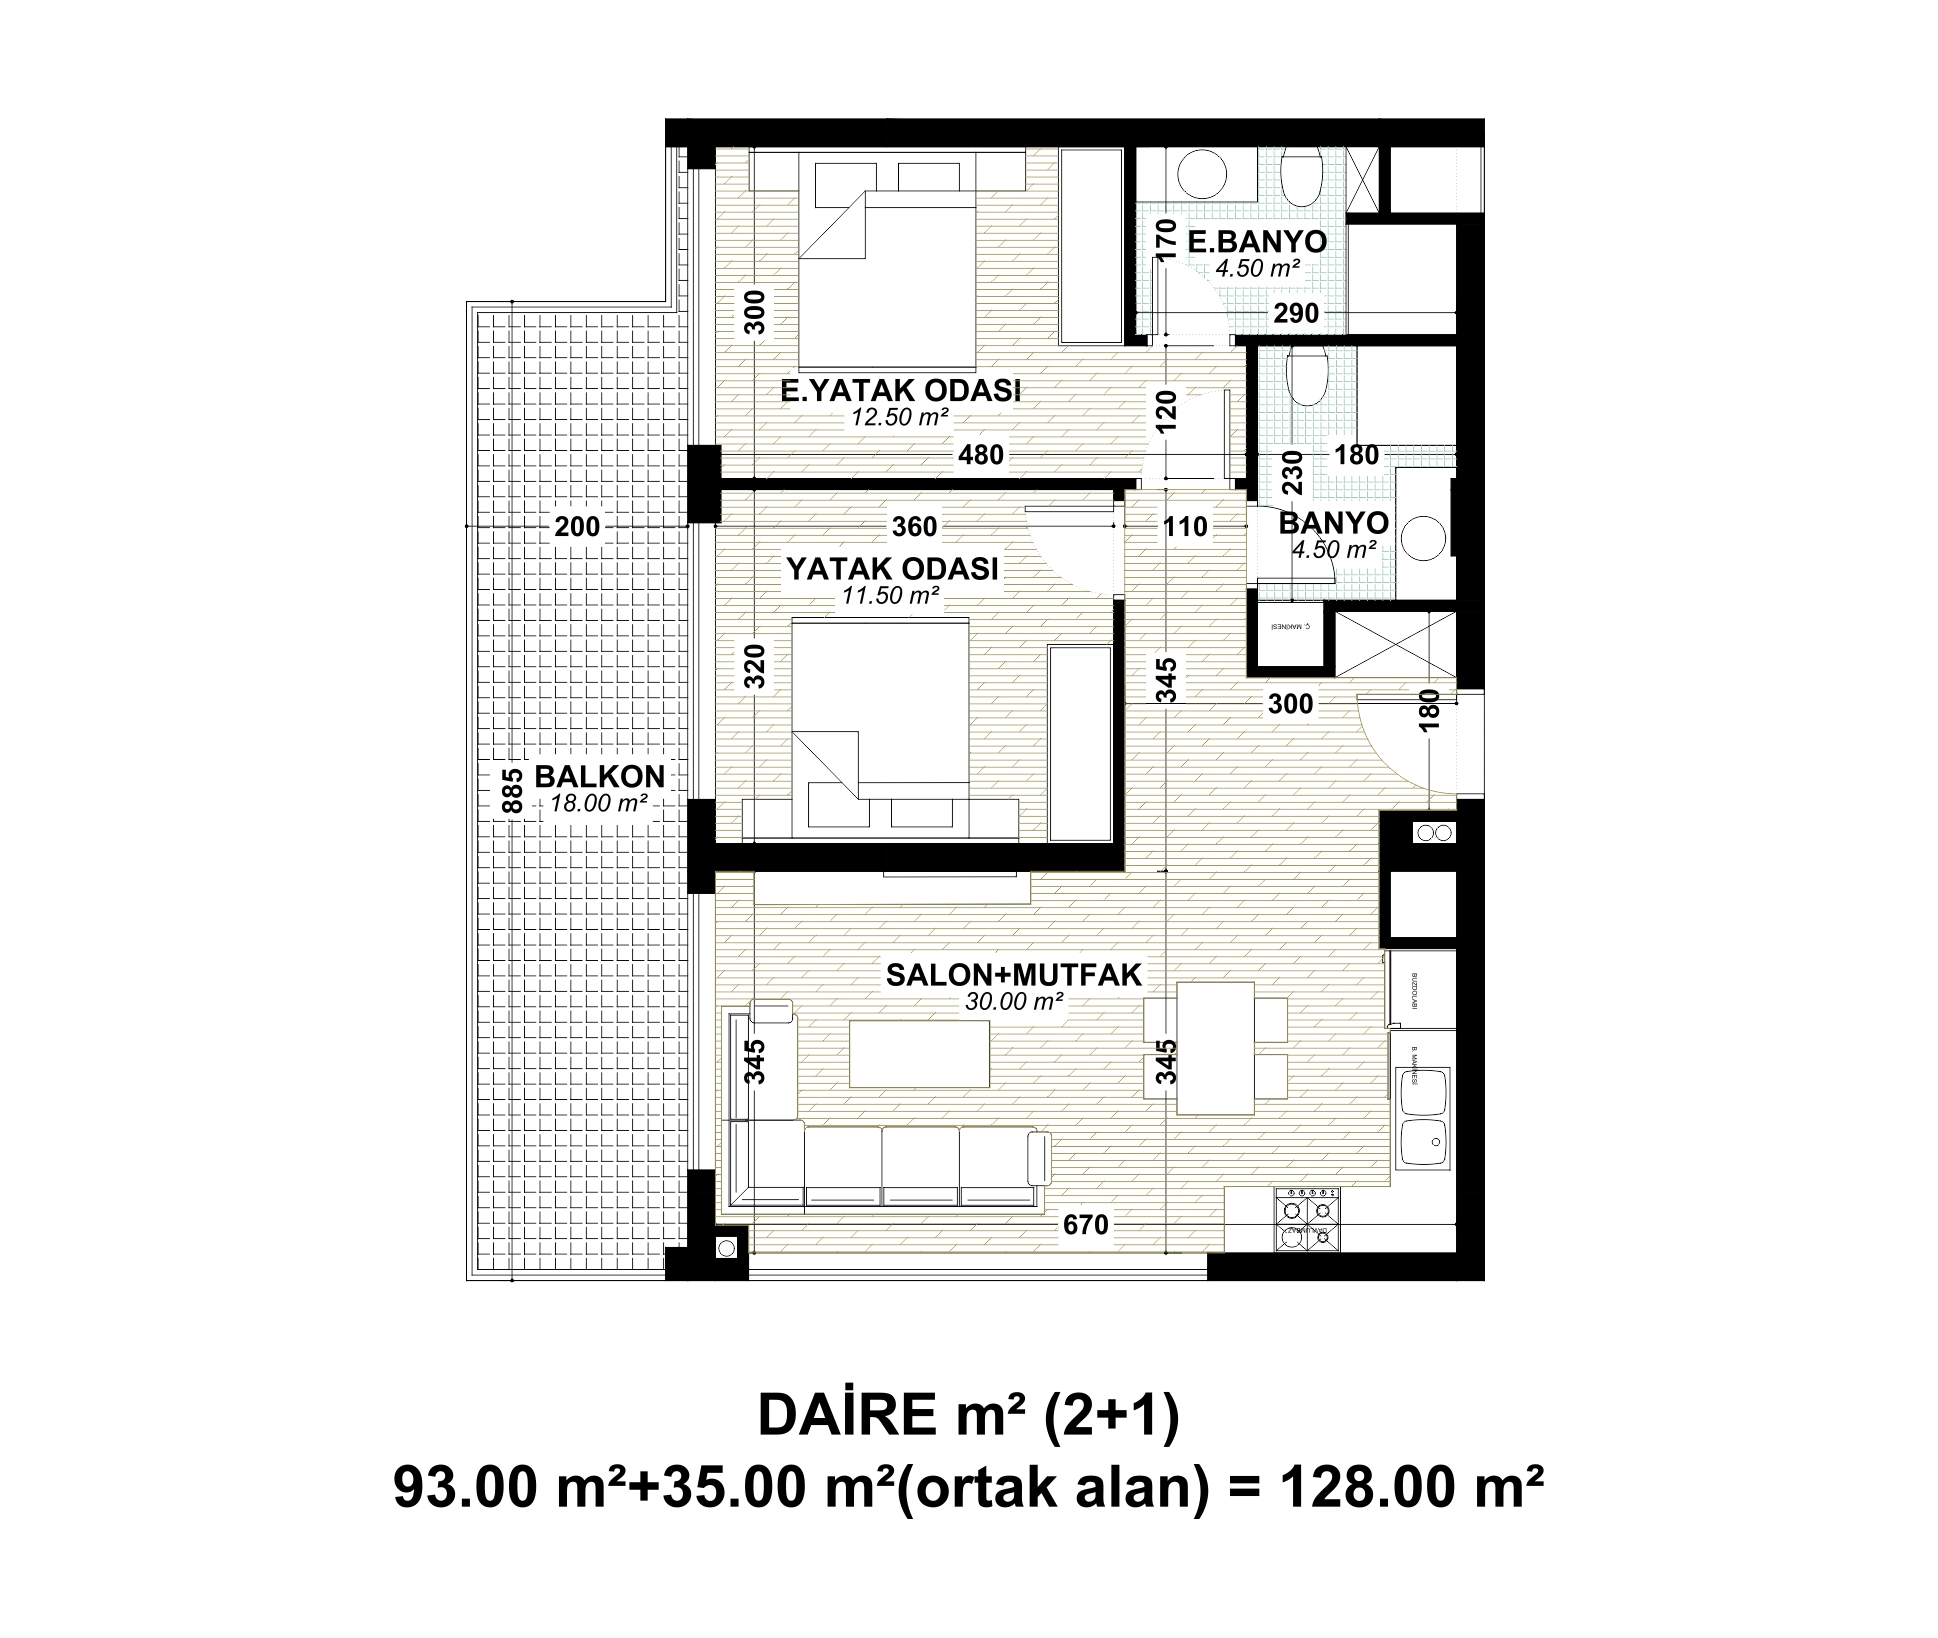 170
E.BANYO
4.50 m²
290
300
E.YATAK ODASI
12.50 m²
120
480
180
230
200
360
110
BANYO
4.50 m²
YATAK ODASI
11.50 m²
Ç. MAKİNESİ
320
345
300
180
885
BALKON
18.00 m²
SALON+MUTFAK
30.00 m²
BUZDOLABI
345
345
B. MAKİNESİ
670
DAİRE m² (2+1)
93.00 m²+35.00 m²(ortak alan) = 128.00 m²